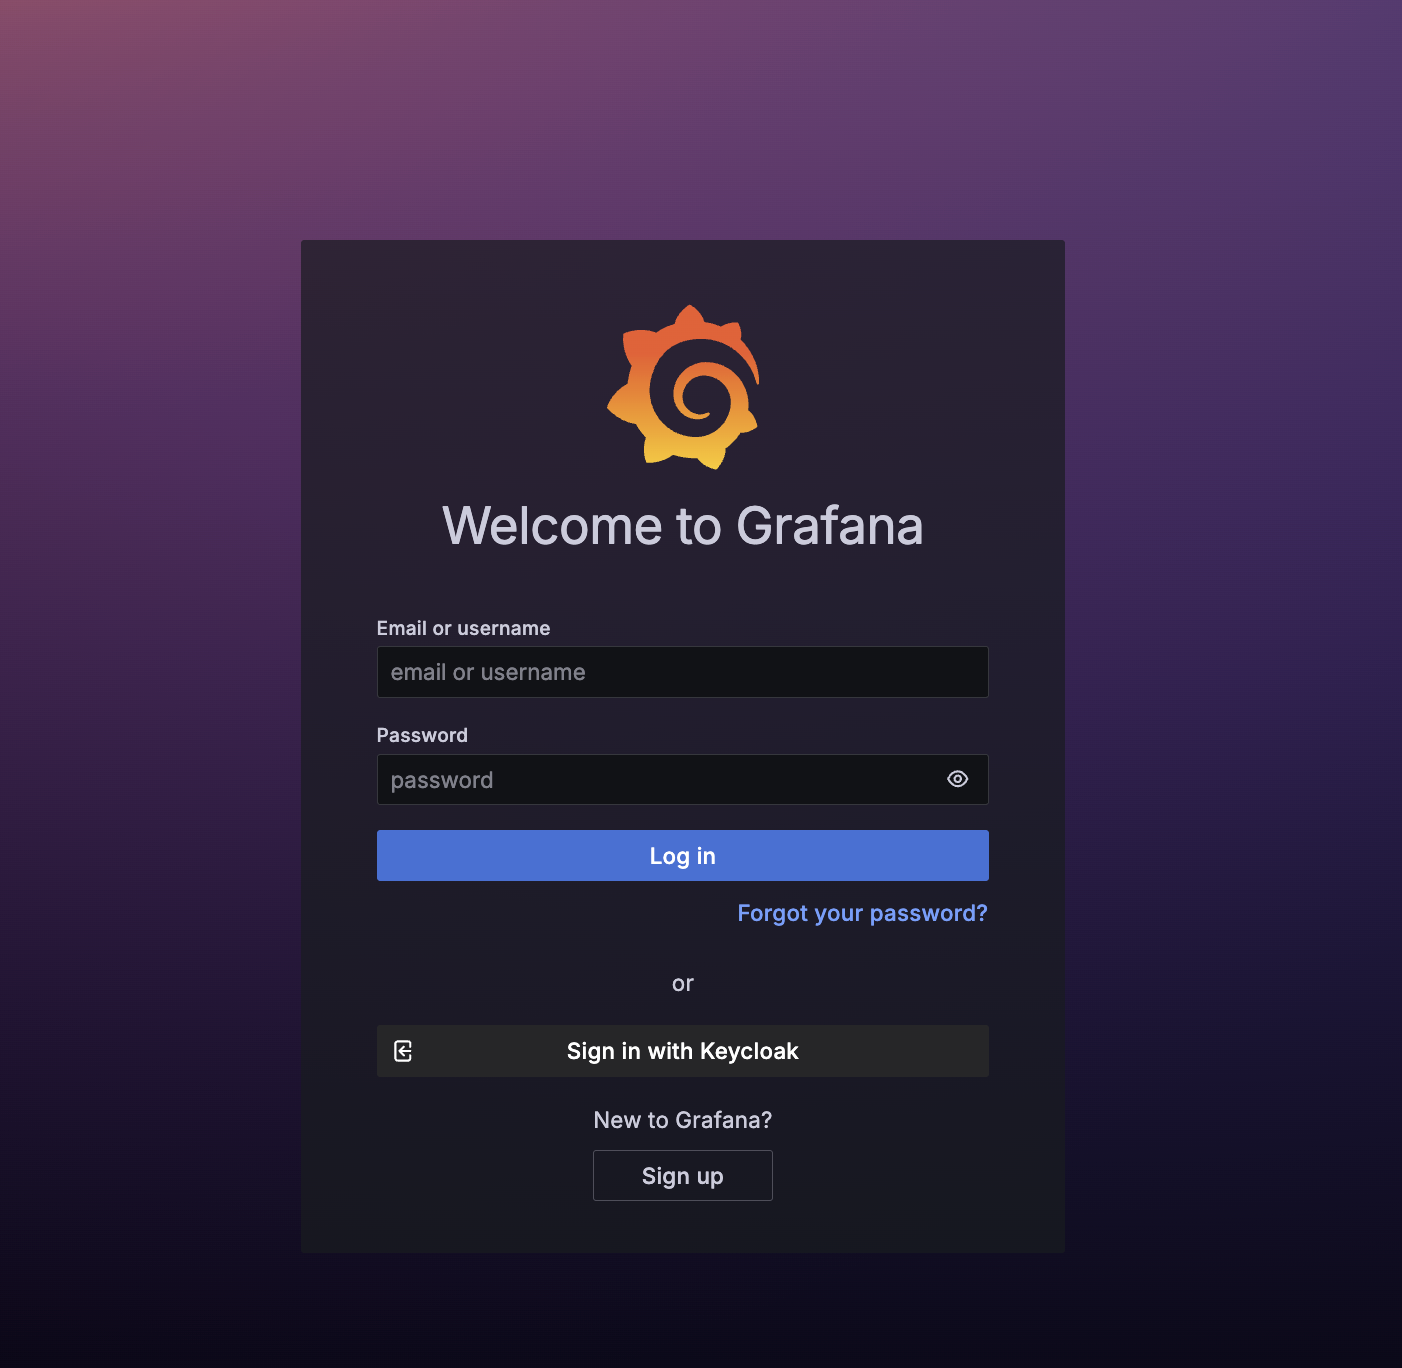 Welcome to Grafana
Email or username
email or username
Password
password
Log in
Forgot your password?
or
Sign in with Keycloak
New to Grafana?
Sign up